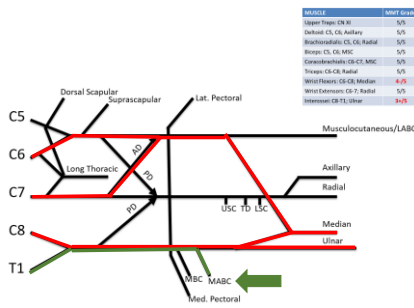 MUSCLE MMT Grade
Upper Traps: CN XI 5/5
Deltoid: C5, C6; Axillary 5/5
Brachioradialis: C5, C6; Radial 5/5
Biceps: C5, C6; MSC 5/5
Coracobrachialis: C6-C7, MSC 5/5
Triceps: C6-C8; Radial 5/5
Wrist Flexors: C6-C8; Median 4-/5
Wrist Extensors: C6-7; Radial 5/5
Interossei: C8-T1; Ulnar 3+/5
Dorsal Scapular
Suprascapular
Lat. Pectoral
C5
Musculocutaneous/LABC
AD
C6
PD
Long Thoracic
Axillary
C7
Radial
PD
USC TD LSC
C8
Median
Ulnar
T1
MBC MABC
Med. Pectoral